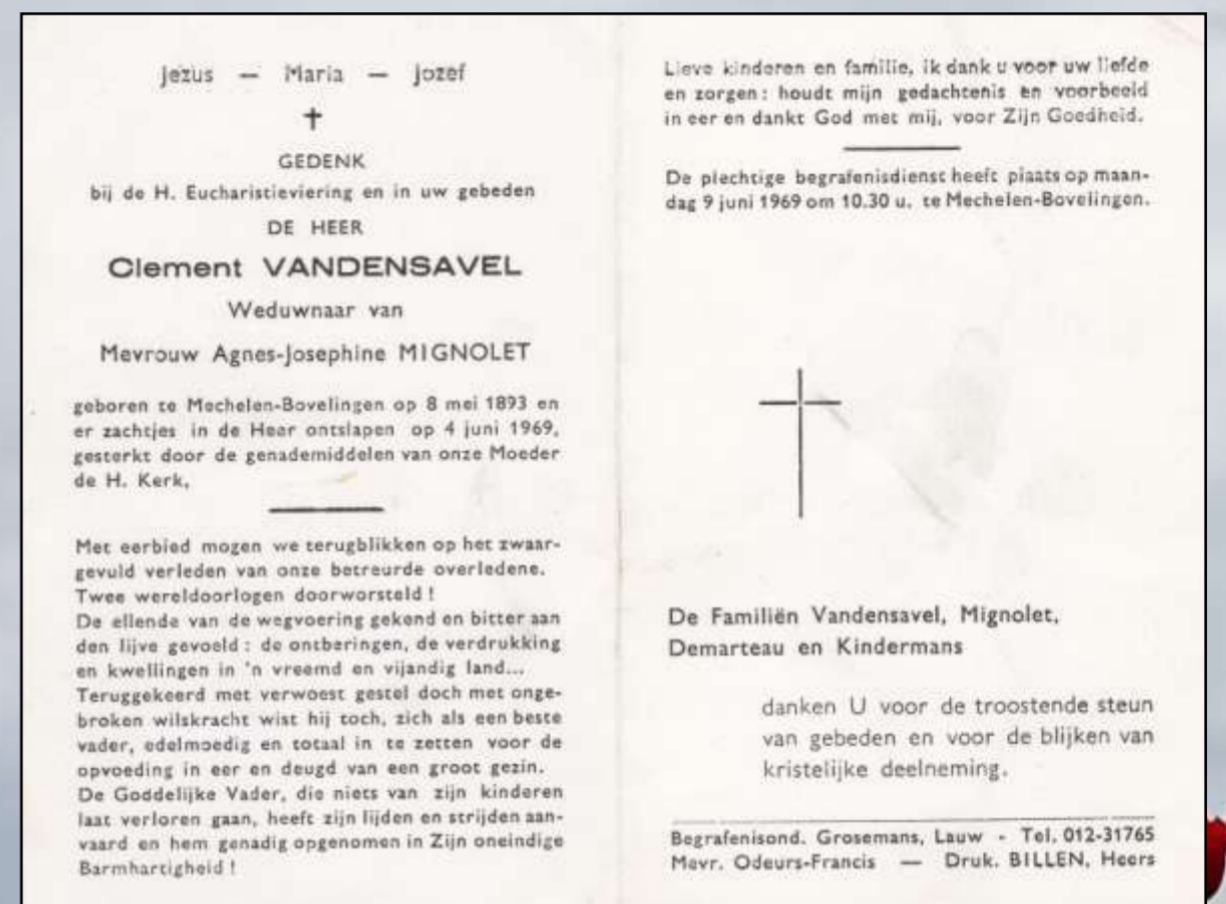 Jezus — Maria — Jozef
✝
GEDENK
bij de H. Eucharistieviering en in uw gebeden
DE HEER
Clement VANDENSAVEL
Weduwnaar van
Mevrouw Agnes-Josephine MIGNOLET
geboren te Mechelen-Bovelingen op 8 mei 1893 en
er zachtjes in de Heer ontslapen op 4 juni 1969,
gesterkt door de genademiddelen van onze Moeder
de H. Kerk,
Met eerbied mogen we terugblikken op het zwaar-
gevuld verleden van onze betreurde overledene.
Twee wereldoorlogen doorworsteld !
De ellende van de wegvoering gekend en bitter aan
den lijve gevoeld : de ontberingen, de verdrukking
en kwellingen in 'n vreemd en vijandig land...
Teruggekeerd met verwoest gestel doch met onge-
broken wilskracht wist hij toch, zich als een beste
vader, edelmoedig en totaal in te zetten voor de
opvoeding in eer en deugd van een groot gezin.
De Goddelijke Vader, die niets van zijn kinderen
laat verloren gaan, heeft zijn lijden en strijden aan-
vaard en hem genadig opgenomen in Zijn oneindige
Barmhartigheid !
Lieve kinderen en familie, ik dank u voor uw liefde
en zorgen : houdt mijn gedachtenis en voorbeeld
in eer en dankt God met mij, voor Zijn Goedheid.
De plechtige begrafenisdienst heeft plaats op maan-
dag 9 juni 1969 om 10.30 u. te Mechelen-Bovelingen.
De Familiën Vandensavel, Mignolet,
Demarteau en Kindermans
danken U voor de troostende steun
van gebeden en voor de blijken van
kristelijke deelneming.
Begrafenisond. Grosemans, Lauw - Tel. 012-31765
Mevr. Odeurs-Francis — Druk. BILLEN, Heers